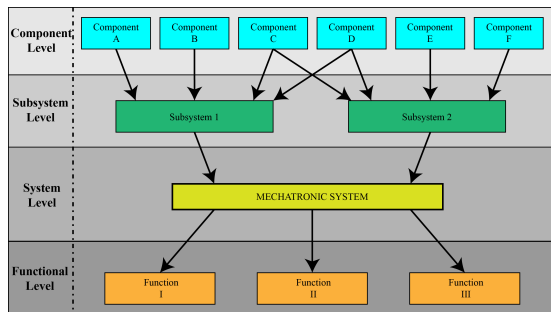 Component Level
Component A
Component B
Component C
Component D
Component E
Component F
Subsystem Level
Subsystem 1
Subsystem 2
System Level
MECHATRONIC SYSTEM
Functional Level
Function I
Function II
Function III